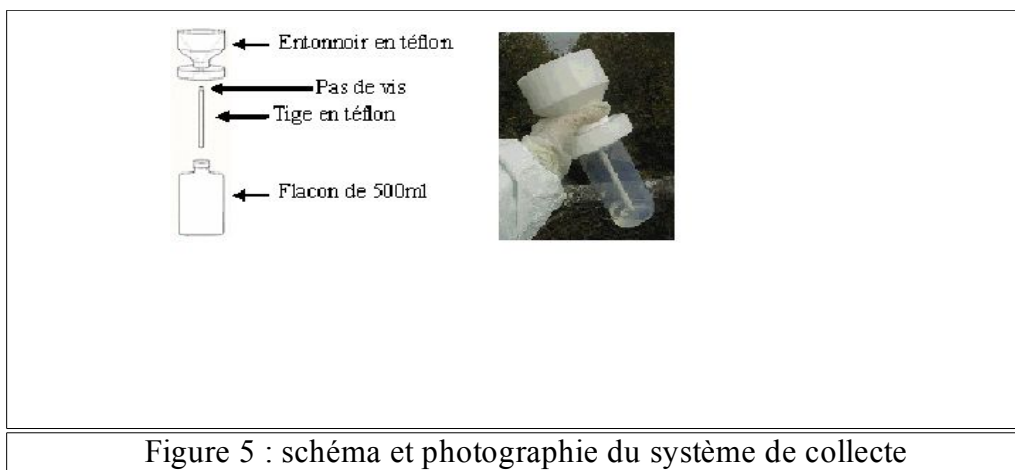 Entonnoir en téflon
Pas de vis
Tige en téflon
Flacon de 500ml
Figure 5 : schéma et photographie du système de collecte